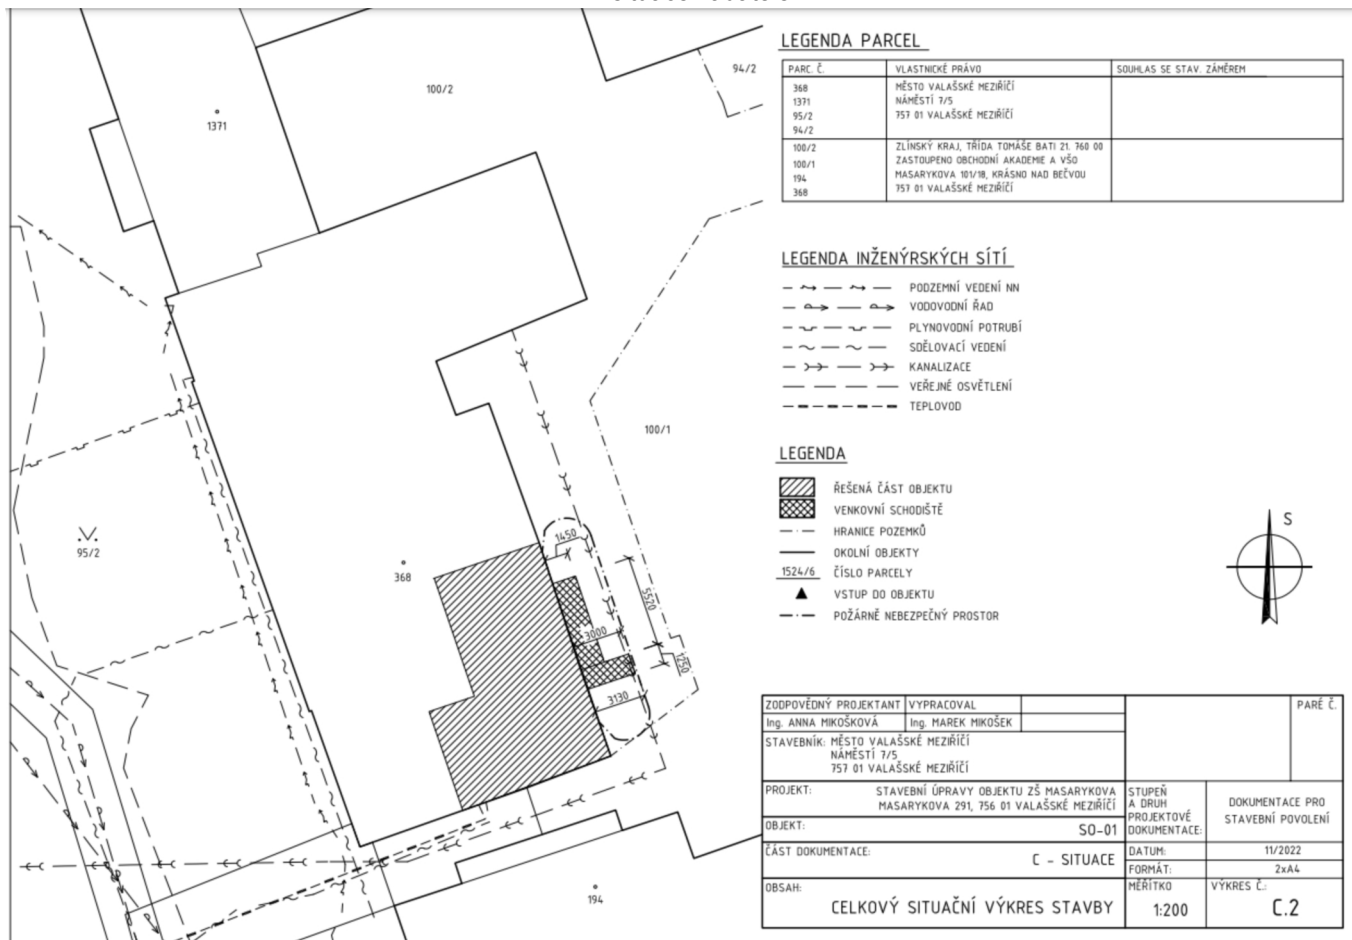 LEGENDA PARCEL
PARC. Č. VLASTNICKÉ PRÁVO SOUHLAS SE STAV. ZÁMĚREM
368 MĚSTO VALAŠSKÉ MEZIŘÍČÍ
1371 NÁMĚSTÍ 7/5
95/2 757 01 VALAŠSKÉ MEZIŘÍČÍ
94/2
100/2 ZLÍNSKÝ KRAJ, TŘÍDA TOMÁŠE BATI 21. 760 00
100/1 ZASTOUPENO OBCHODNÍ AKADEMIE A VŠO
194 MASARYKOVA 101/18, KRÁSNO NAD BEČVOU
368 757 01 VALAŠSKÉ MEZIŘÍČÍ
LEGENDA INŽENÝRSKÝCH SÍTÍ
PODZEMNÍ VEDENÍ NN
VODOVODNÍ ŘAD
PLYNOVODNÍ POTRUBÍ
SDĚLOVACÍ VEDENÍ
KANALIZACE
VEŘEJNÉ OSVĚTLENÍ
TEPLOVOD
LEGENDA
ŘEŠENÁ ČÁST OBJEKTU
VENKOVNÍ SCHODIŠTĚ
HRANICE POZEMKŮ
OKOLNÍ OBJEKTY
1524/6 ČÍSLO PARCELY
VSTUP DO OBJEKTU
POŽÁRNĚ NEBEZPEČNÝ PROSTOR
S
94/2
100/2
1371
100/1
95/2
368
1450
5520
3000
1250
3130
194
ZODPOVĚDNÝ PROJEKTANT VYPRACOVAL PARÉ Č.
Ing. ANNA MIKOŠKOVÁ Ing. MAREK MIKOŠEK
STAVEBNÍK: MĚSTO VALAŠSKÉ MEZIŘÍČÍ
NÁMĚSTÍ 7/5
757 01 VALAŠSKÉ MEZIŘÍČÍ
PROJEKT: STAVEBNÍ ÚPRAVY OBJEKTU ZŠ MASARYKOVA
MASARYKOVA 291, 756 01 VALAŠSKÉ MEZIŘÍČÍ
STUPEŇ
A DRUH
PROJEKTOVÉ
DOKUMENTACE:
DOKUMENTACE PRO
STAVEBNÍ POVOLENÍ
OBJEKT: SO-01
ČÁST DOKUMENTACE: C - SITUACE
DATUM: 11/2022
FORMÁT: 2xA4
OBSAH: CELKOVÝ SITUAČNÍ VÝKRES STAVBY
MĚŘÍTKO
1:200
VÝKRES Č.:
C.2